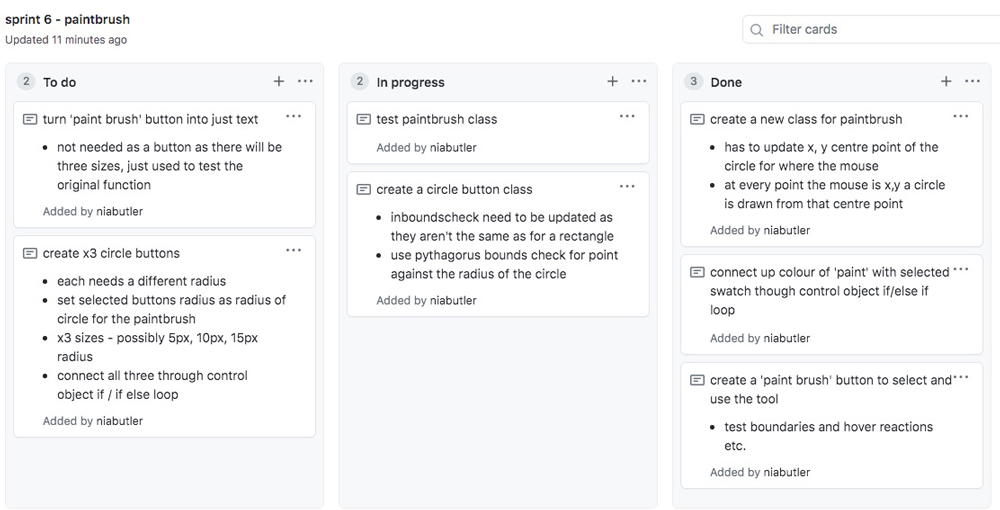 sprint 6 - paintbrush
Updated 11 minutes ago
Filter cards
2 To do
turn 'paint brush' button into just text
not needed as a button as there will be
three sizes, just used to test the
original function
Added by niabutler
create x3 circle buttons
each needs a different radius
set selected buttons radius as radius of
circle for the paintbrush
x3 sizes - possibly 5px, 10px, 15px
radius
connect all three through control
object if / if else loop
Added by niabutler
2 In progress
test paintbrush class
Added by niabutler
create a circle button class
inboundscheck need to be updated as
they aren't the same as for a rectangle
use pythagorus bounds check for point
against the radius of the circle
Added by niabutler
3 Done
create a new class for paintbrush
has to update x, y centre point of the
circle for where the mouse
at every point the mouse is x,y a circle
is drawn from that centre point
Added by niabutler
connect up colour of 'paint' with selected
swatch though control object if/else if
loop
Added by niabutler
create a 'paint brush' button to select and
use the tool
test boundaries and hover reactions
etc.
Added by niabutler